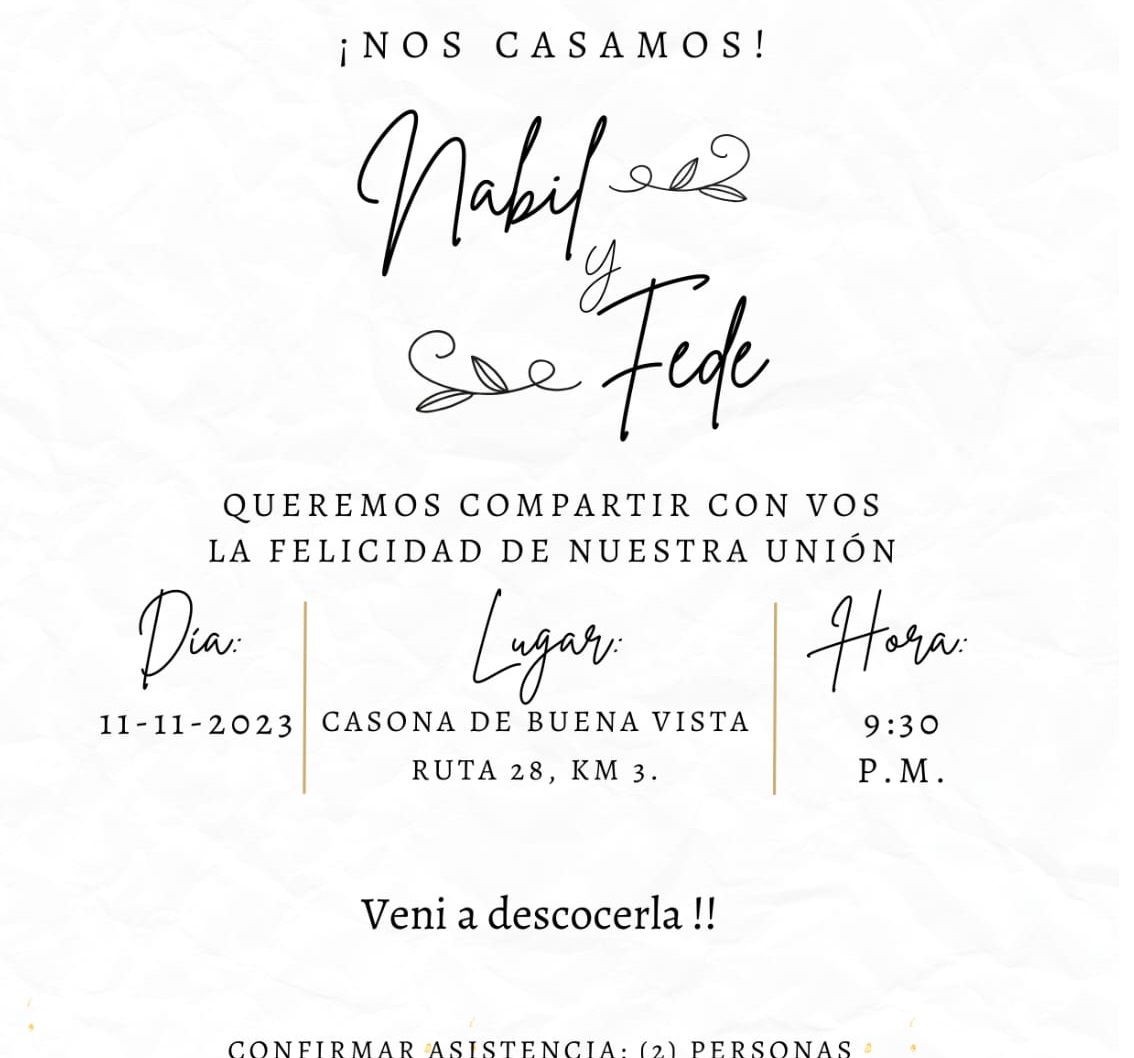 ¡NOS CASAMOS!
Nabil
y
Fede
QUEREMOS COMPARTIR CON VOS
LA FELICIDAD DE NUESTRA UNIÓN
Día:
11-11-2023
Lugar:
CASONA DE BUENA VISTA
RUTA 28, KM 3.
Hora:
9:30
P.M.
Veni a descocerla !!
CONFIRMAR ASISTENCIA: (2) PERSONAS